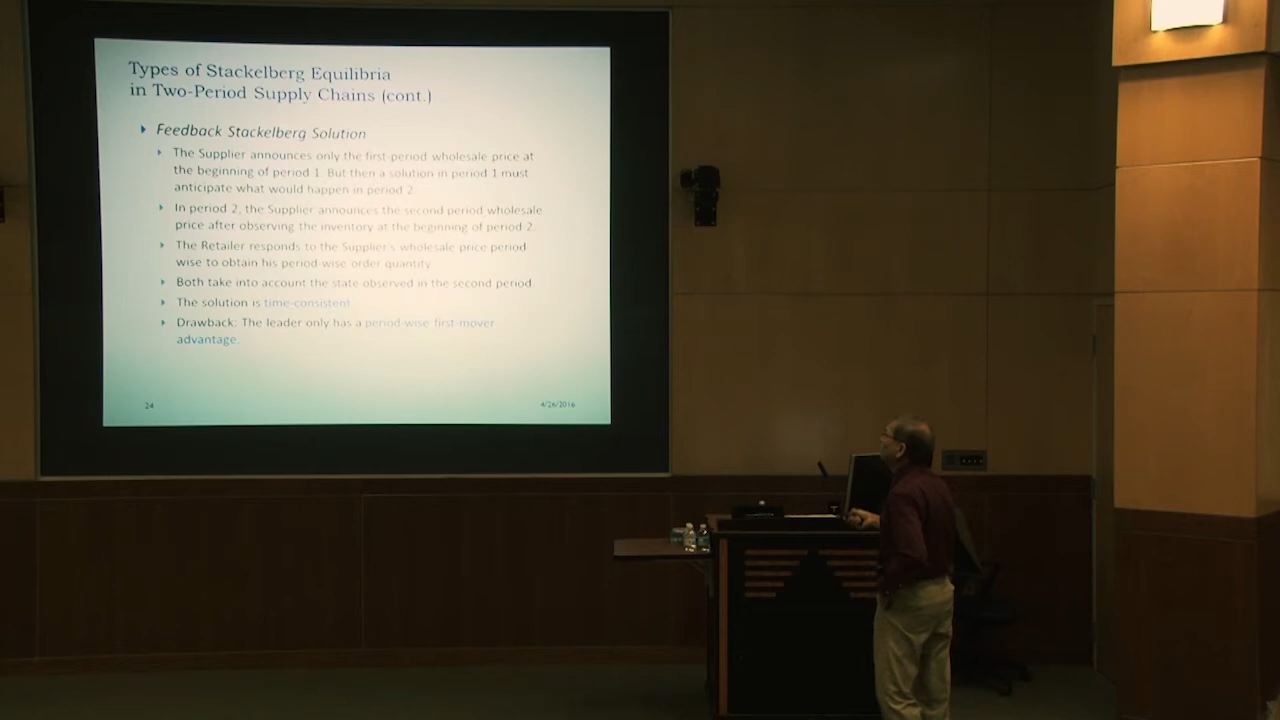 Types of Stackelberg Equilibria
in Two-Period Supply Chains (cont.)
Feedback Stackelberg Solution
The Supplier announces only the first-period wholesale price at
the beginning of period 1. But then a solution in period 1 must
anticipate what would happen in period 2.
In period 2, the Supplier announces the second period wholesale
price after observing the inventory at the beginning of period 2.
The Retailer responds to the Supplier's wholesale price period
wise to obtain his period-wise order quantity
Both take into account the state observed in the second period
The solution is time-consistent.
Drawback: The leader only has a period-wise first-mover
advantage.
24
4/26/2016